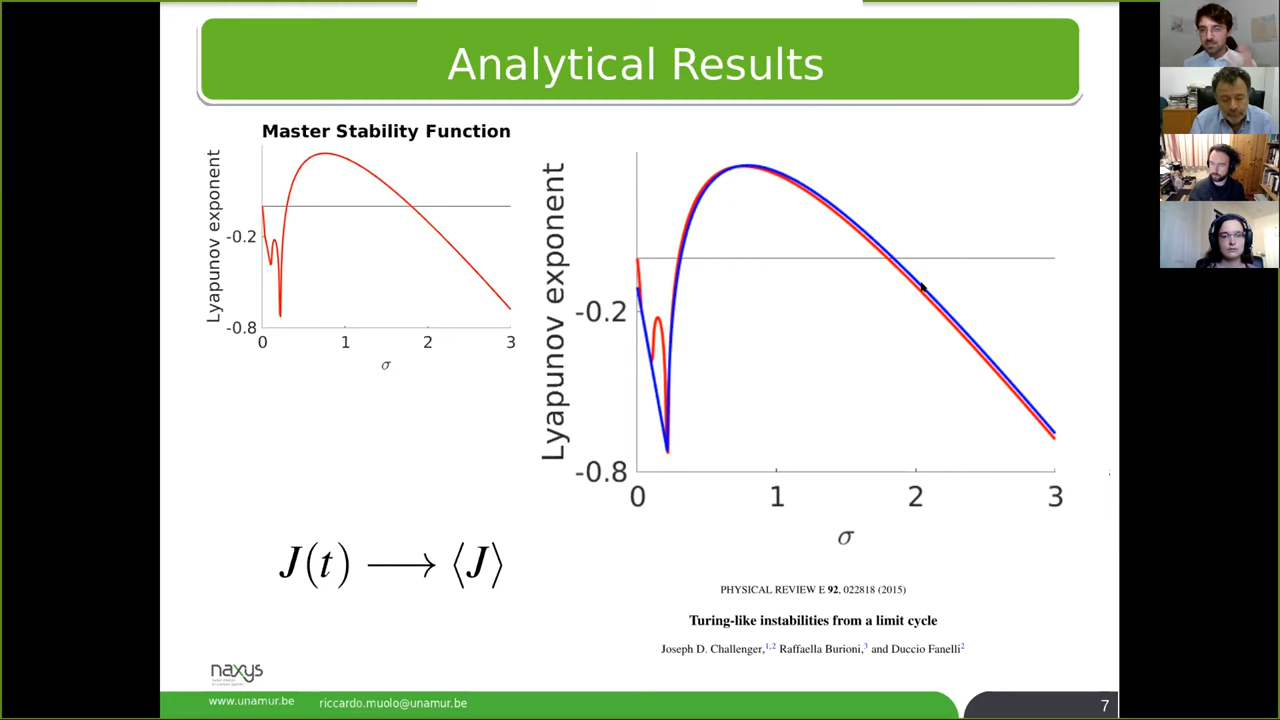 Analytical Results
Master Stability Function
Lyapunov exponent
-0.2
-0.8
0 1 2 3
σ
Lyapunov exponent
-0.2
-0.8
0 1 2 3
σ
J(t) ⟶ ⟨J⟩
PHYSICAL REVIEW E 92, 022818 (2015)
Turing-like instabilities from a limit cycle
Joseph D. Challenger,1,2 Raffaella Burioni,3 and Duccio Fanelli2
naxys
www.unamur.be riccardo.muolo@unamur.be
7